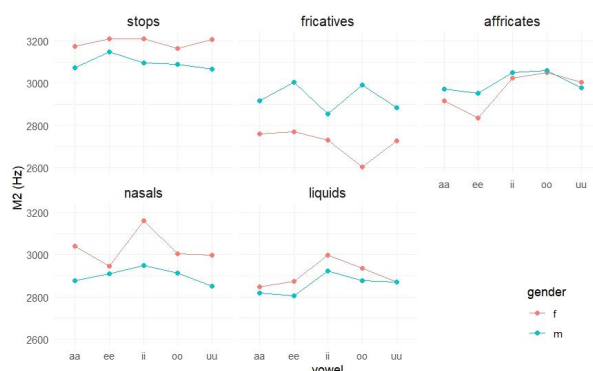 stops fricatives affricates
3200
3000
2800
2600
aa ee ii oo uu
M2 (Hz)
nasals liquids
3200
3000
2800
2600
aa ee ii oo uu aa ee ii oo uu
vowel
gender
f
m